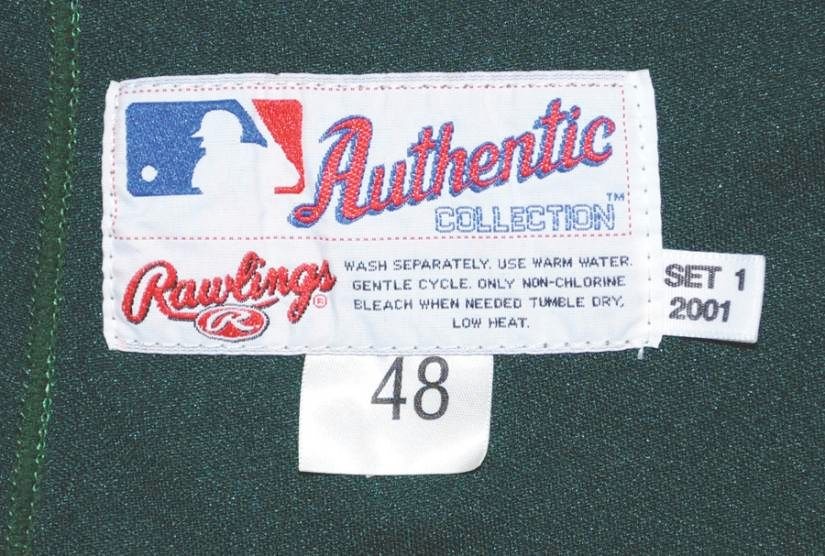 Authentic
COLLECTION™
Rawlings®
R
WASH SEPARATELY. USE WARM WATER.
GENTLE CYCLE. ONLY NON-CHLORINE
BLEACH WHEN NEEDED TUMBLE DRY,
LOW HEAT.
SET 1
2001
48